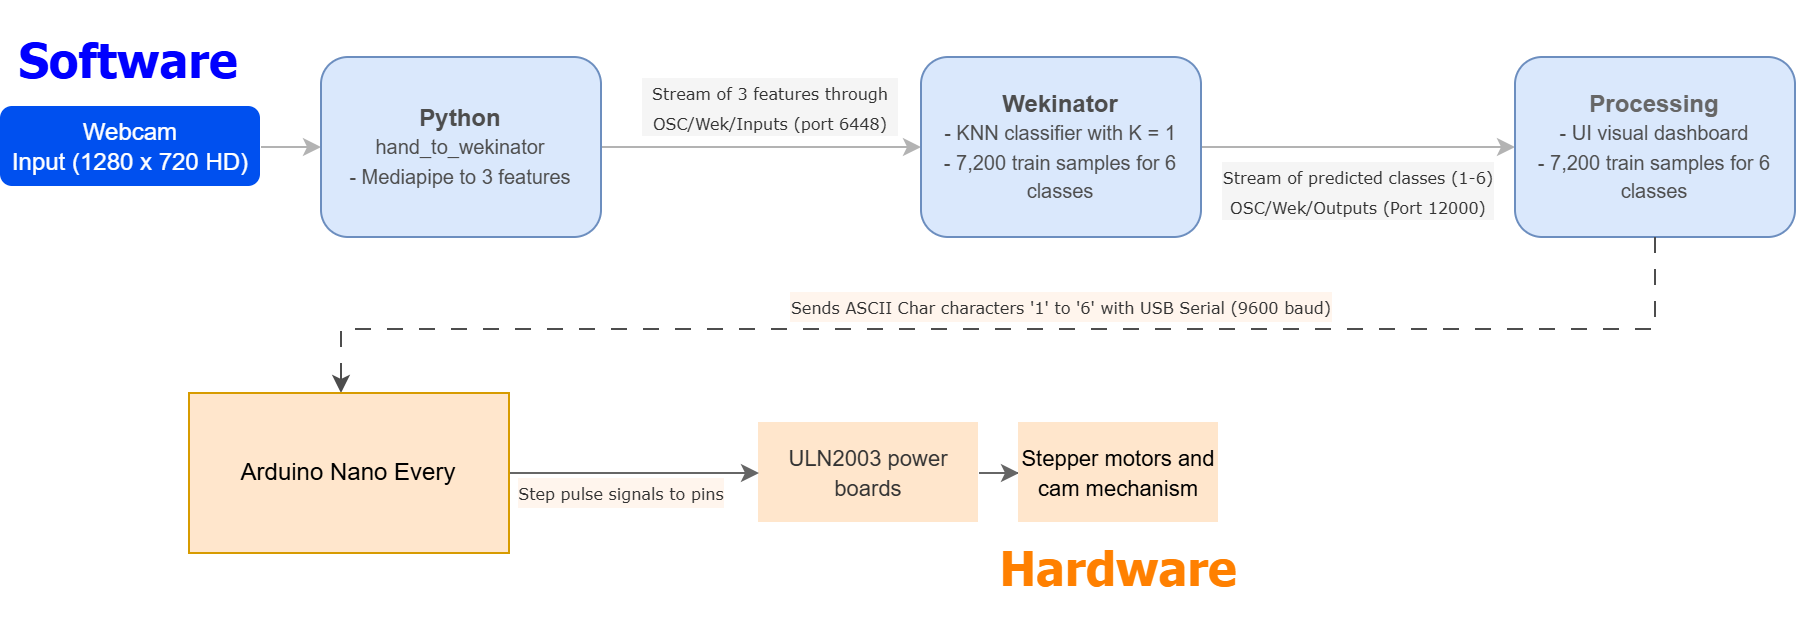 Software
Webcam
Input (1280 x 720 HD)
Python
hand_to_wekinator
- Mediapipe to 3 features
Stream of 3 features through
OSC/Wek/Inputs (port 6448)
Wekinator
- KNN classifier with K = 1
- 7,200 train samples for 6
classes
Stream of predicted classes (1-6)
OSC/Wek/Outputs (Port 12000)
Processing
- UI visual dashboard
- 7,200 train samples for 6
classes
Sends ASCII Char characters '1' to '6' with USB Serial (9600 baud)
Arduino Nano Every
Step pulse signals to pins
ULN2003 power
boards
Stepper motors and
cam mechanism
Hardware